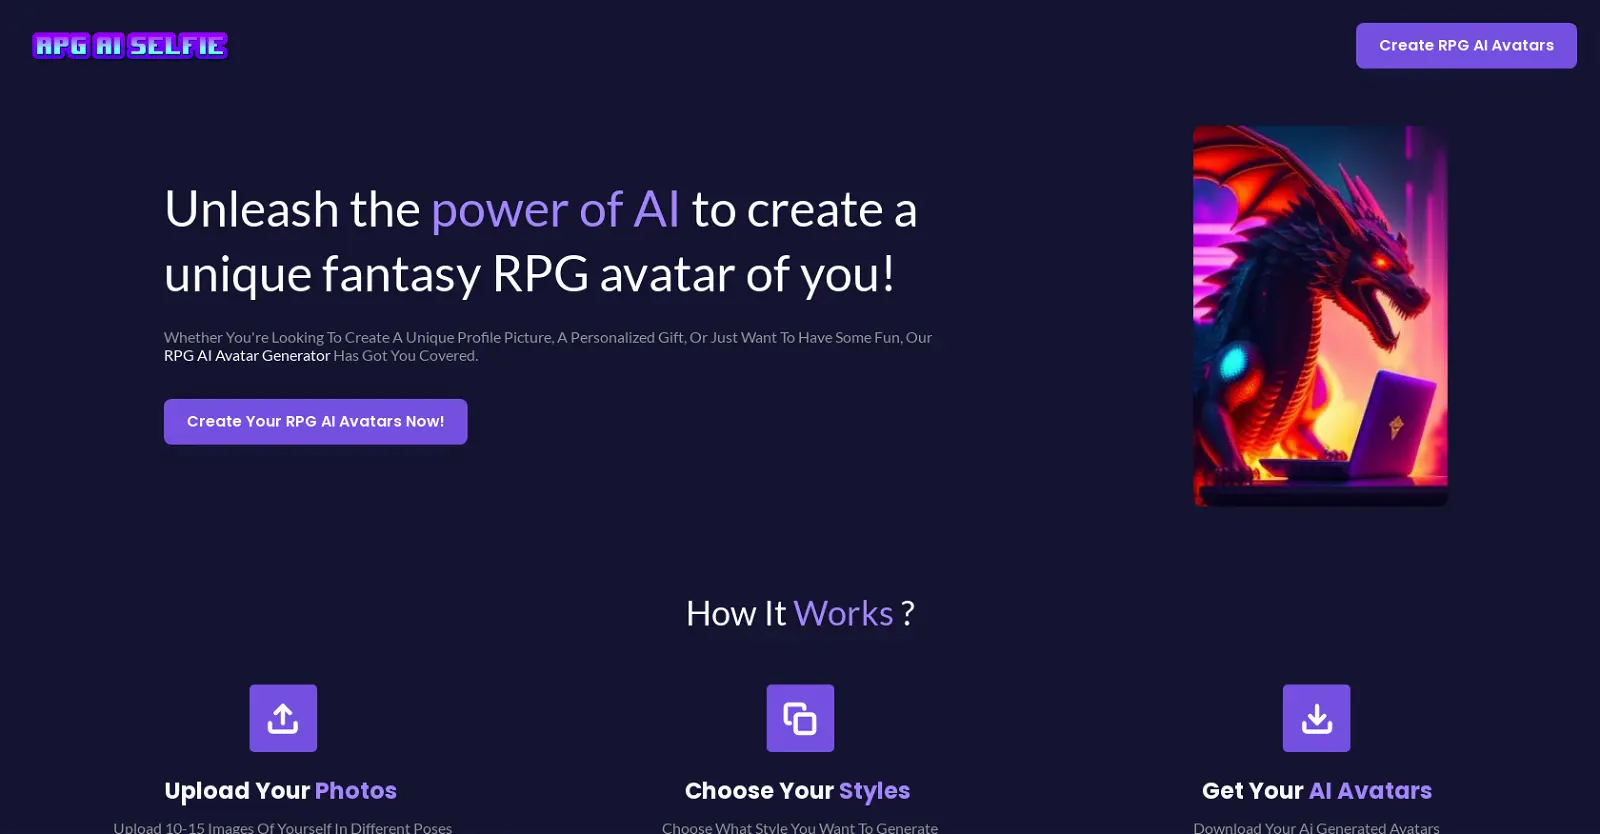 RPG AI SELFIE
Create RPG AI Avatars
Unleash the power of AI to create a
unique fantasy RPG avatar of you!
Whether You're Looking To Create A Unique Profile Picture, A Personalized Gift, Or Just Want To Have Some Fun, Our
RPG AI Avatar Generator Has Got You Covered.
Create Your RPG AI Avatars Now!
How It Works ?
Upload Your Photos
Choose Your Styles
Get Your AI Avatars
Upload 10-15 Images Of Yourself In Different Poses
Choose What Style You Want To Generate
Download Your Ai Generated Avatars